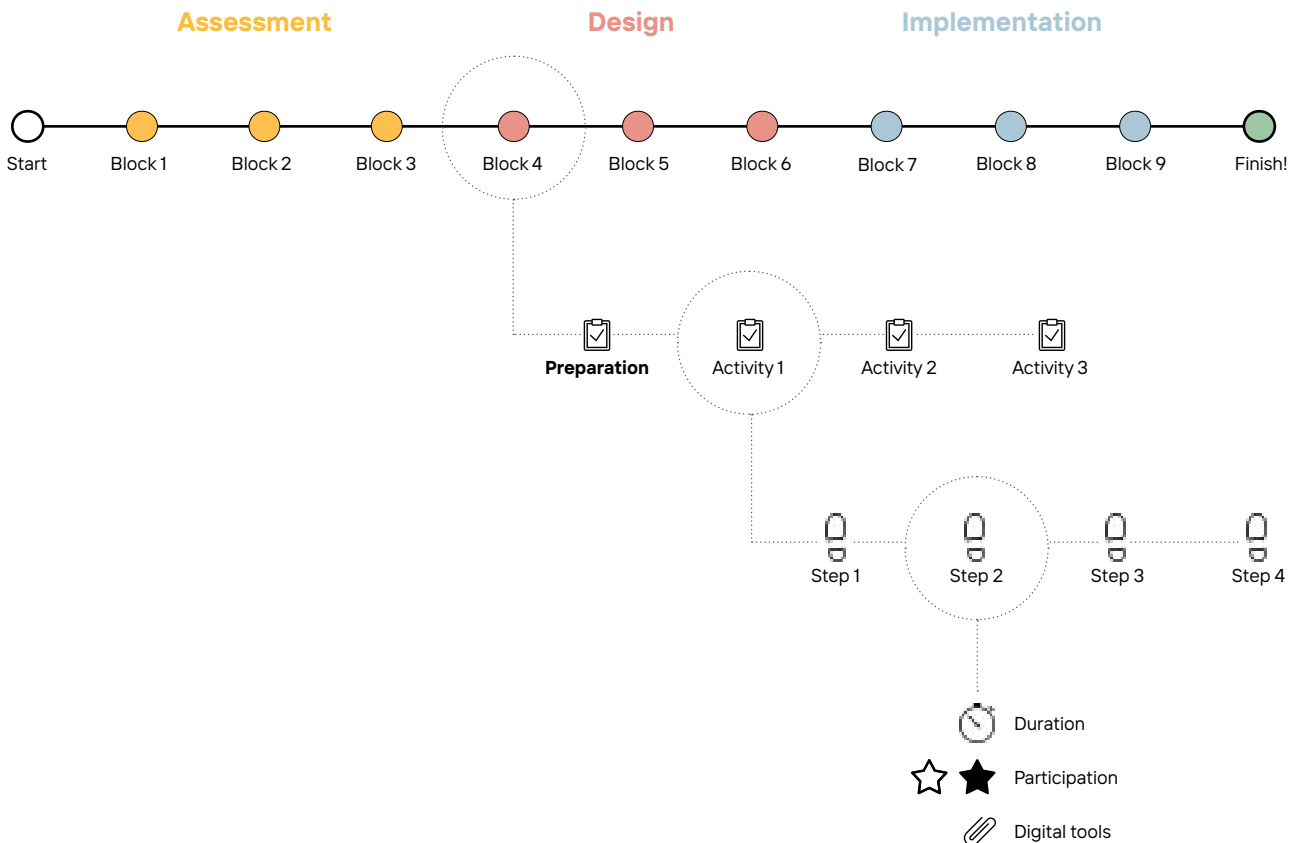 Assessment Design Implementation
Start Block 1 Block 2 Block 3 Block 4 Block 5 Block 6 Block 7 Block 8 Block 9 Finish!
Preparation Activity 1 Activity 2 Activity 3
Step 1 Step 2 Step 3 Step 4
Duration
Participation
Digital tools